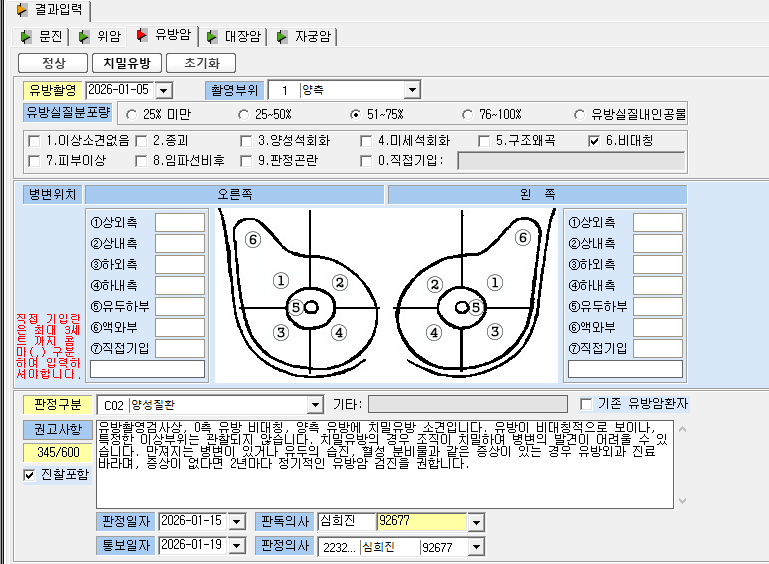 결과입력
문진 위암 유방암 대장암 자궁암
정상 치밀유방 초기화
유방촬영 2026-01-05 촬영부위 1 양측
유방실질분포량 25% 미만 25~50% 51~75% 76~100% 유방실질내인공물
1.이상소견없음 2.종괴 3.양성석회화 4.미세석회화 5.구조왜곡 6.비대칭
7.피부이상 8.임파선비후 9.판정곤란 0.직접기입:
병변위치 오른쪽 왼 쪽
①상외측
②상내측
③하외측
④하내측
⑤유두하부
⑥액와부
⑦직접기입
⑥ ① ② ⑤ ③ ④
⑥ ② ① ⑤ ④ ③
①상외측
②상내측
③하외측
④하내측
⑤유두하부
⑥액와부
⑦직접기입
직접 기입란
은 최대 3세
트 까지 콤
마(,) 구분
하여 입력하
셔야합니다.
판정구분 C02 양성질환 기타: 기존 유방암환자
권고사항
345/600
진찰포함
유방촬영검사상, 0측 유방 비대칭, 양측 유방에 치밀유방 소견입니다. 유방이 비대칭적으로 보이나,
특정한 이상부위는 관찰되지 않습니다. 치밀유방의 경우 조직이 치밀하여 병변의 발견이 어려울 수 있
습니다. 만져지는 병변이 있거나 유두의 습진, 혈성 분비물과 같은 증상이 있는 경우 유방외과 진료
바라며, 증상이 없다면 2년마다 정기적인 유방암 검진을 권합니다.
판정일자 2026-01-15 판독의사 심희진 92677
통보일자 2026-01-19 판정의사 2232... 심희진 92677